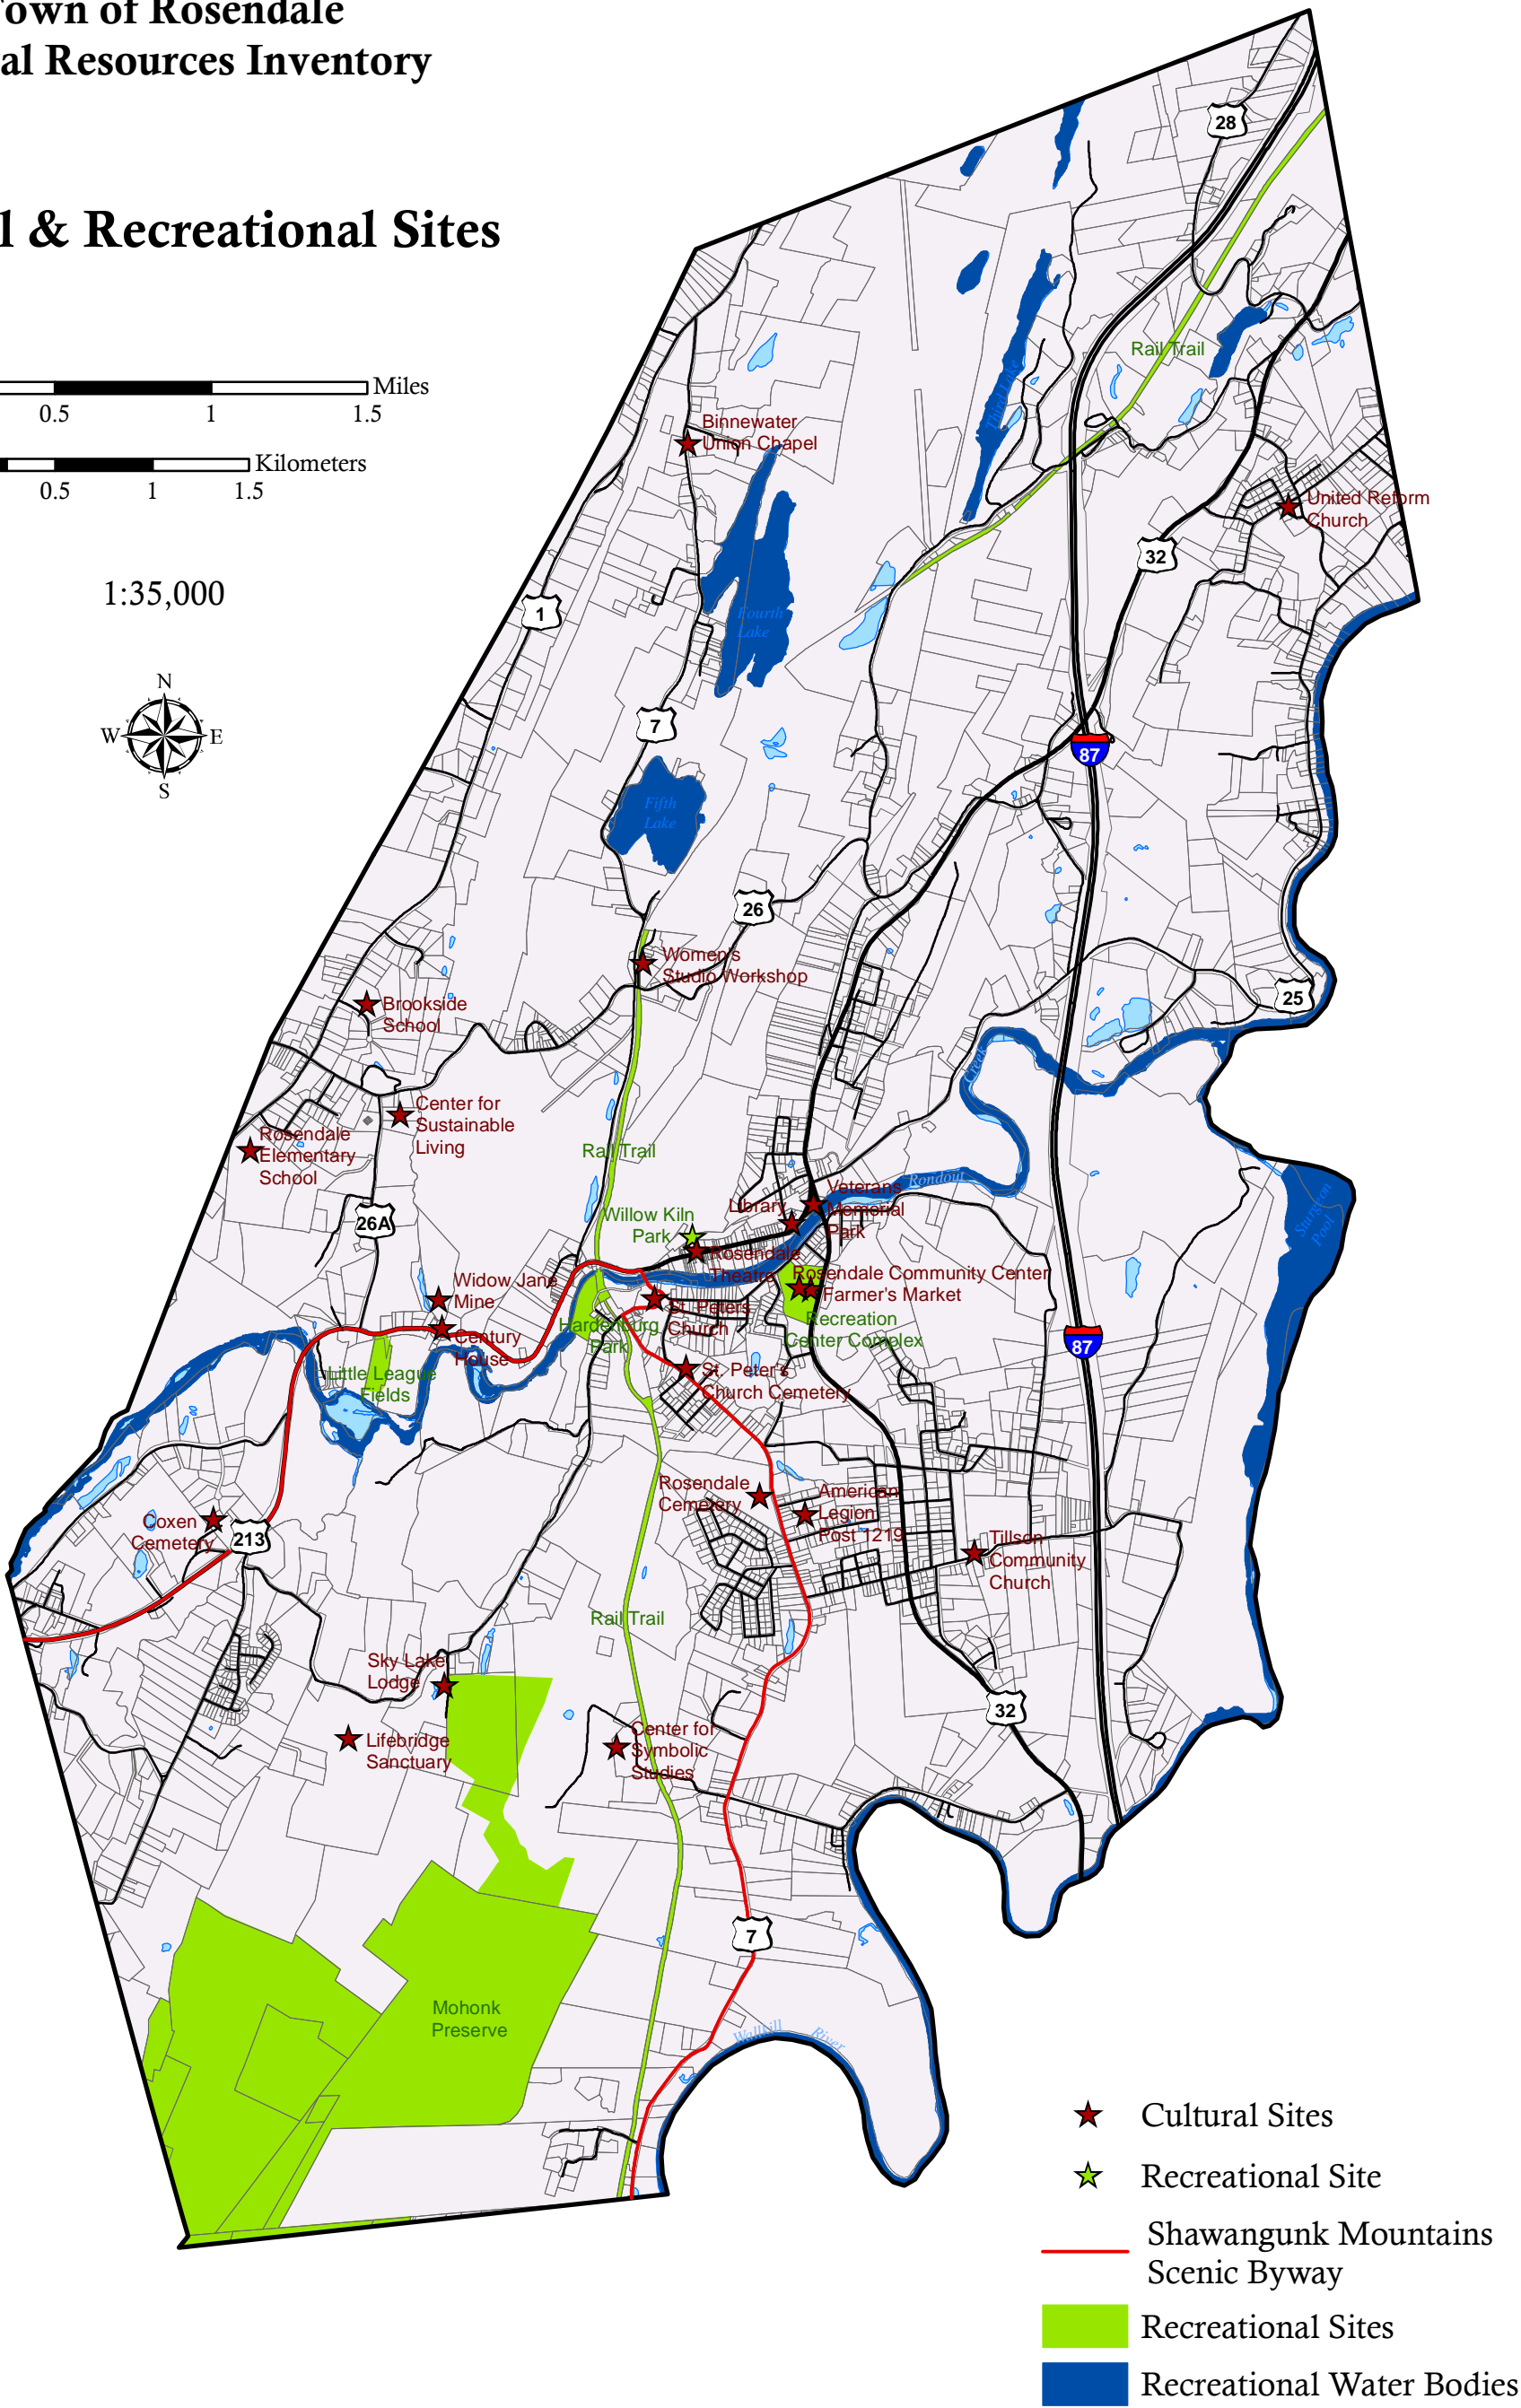 Town of Rosendale
al Resources Inventory
l & Recreational Sites
Miles
0.5 1 1.5
Kilometers
0.5 1 1.5
1:35,000
N
W E
S
28
Rail Trail
Third Lake
Binnewater
Union Chapel
United Reform
Church
32
1
Fourth
Lake
7
87
Fifth
Lake
26
Women's
Studio Workshop
25
Brookside
School
Creek
Center for
Sustainable
Living
Rosendale
Elementary
School
Rail Trail
Rondout
Veterans
Memorial
Park
Library
Sturgeon
Pool
26A
Willow Kiln
Park
Rosendale
Theatre
Rosendale Community Center
Farmer's Market
Widow Jane
Mine
St. Peters
Church
Recreation
Center Complex
Hardenburg
Park
Century
House
87
Little League
Fields
St. Peter's
Church Cemetery
Rosendale
Cemetery
American
Legion
Post 1219
Coxen
Cemetery
213
Tillson
Community
Church
Rail Trail
Sky Lake
Lodge
32
Lifebridge
Sanctuary
Center for
Symbolic
Studies
7
Mohonk
Preserve
Wallkill River
Cultural Sites
Recreational Site
Shawangunk Mountains
Scenic Byway
Recreational Sites
Recreational Water Bodies